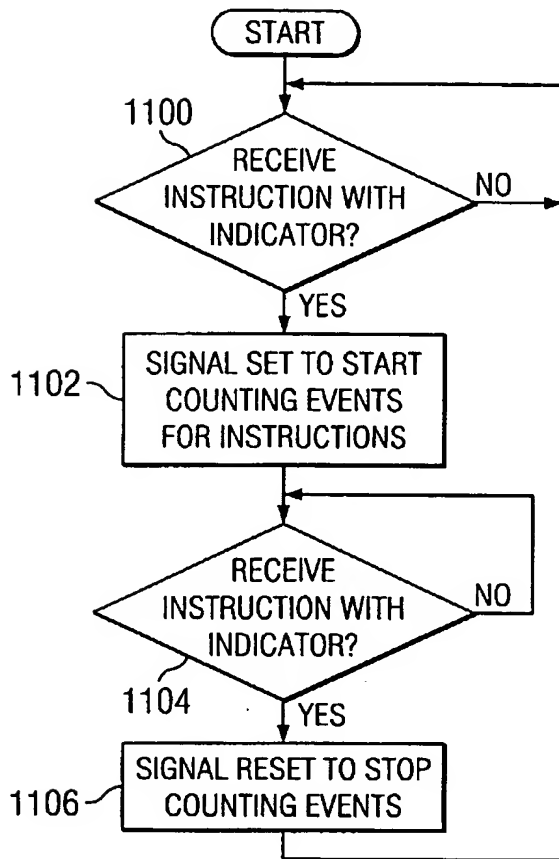 START
1100
RECEIVE
INSTRUCTION WITH
INDICATOR?
NO
YES
1102
SIGNAL SET TO START
COUNTING EVENTS
FOR INSTRUCTIONS
RECEIVE
INSTRUCTION WITH
INDICATOR?
NO
1104
YES
1106
SIGNAL RESET TO STOP
COUNTING EVENTS